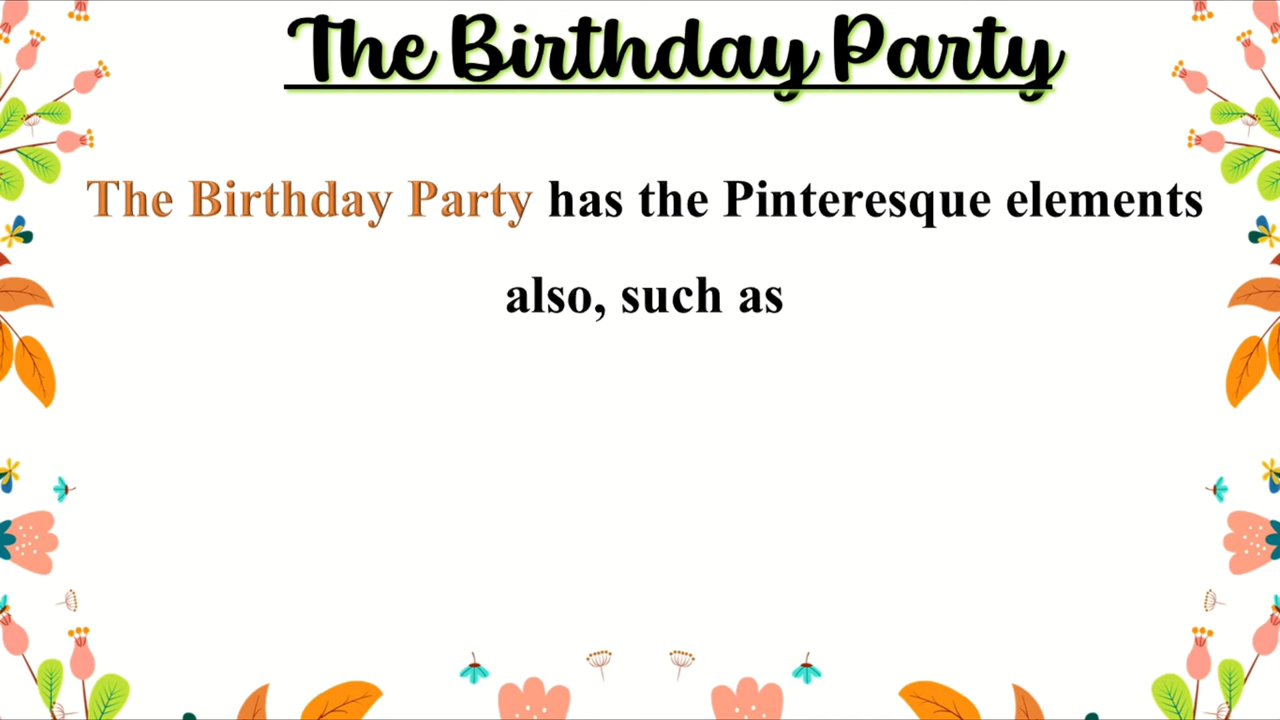 The Birthday Party
The Birthday Party has the Pinteresque elements
also, such as